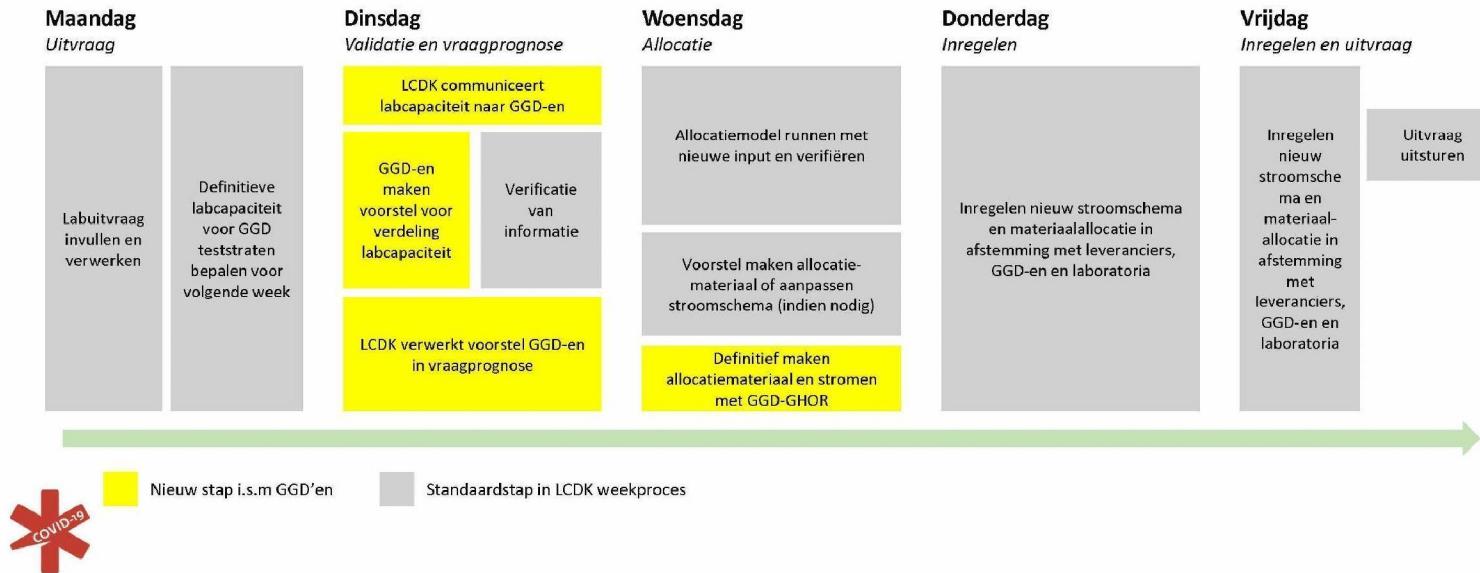 Maandag
Uitvraag
Labuitvraag
invullen en
verwerken
Definitieve
labcapaciteit
voor GGD
teststraten
bepalen voor
volgende week
Dinsdag
Validatie en vraagprognose
LCDK communiceert
labcapaciteit naar GGD-en
GGD-en
maken
voorstel voor
verdeling
labcapaciteit
Verificatie
van
informatie
LCDK verwerkt voorstel GGD-en
in vraagprognose
Woensdag
Allocatie
Allocatiemodel runnen met
nieuwe input en verifiëren
Voorstel maken allocatie-
materiaal of aanpassen
stroomschema (indien nodig)
Definitief maken
allocatiemateriaal en stromen
met GGD-GHOR
Donderdag
Inregelen
Inregelen nieuw stroomschema
en materiaalallocatie in
afstemming met leveranciers,
GGD-en en laboratoria
Vrijdag
Inregelen en uitvraag
Inregelen
nieuw
stroomsche
ma en
materiaal-
allocatie in
afstemming
met
leveranciers,
GGD-en en
laboratoria
Uitvraag
uitsturen
Nieuw stap i.s.m GGD'en
Standaardstap in LCDK weekproces
COVID-19